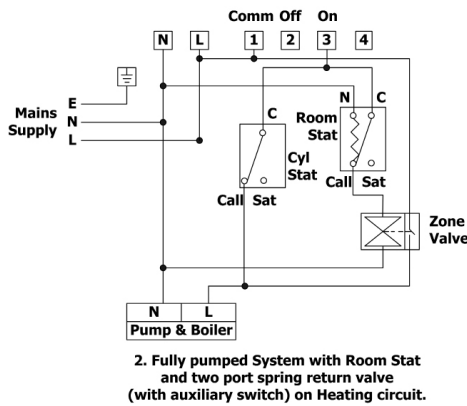 Comm Off On
N L 1 2 3 4
E
Mains Supply
N
L
C
Cyl Stat
Call Sat
N C
Room Stat
Call Sat
Zone Valve
N L
Pump & Boiler
2. Fully pumped System with Room Stat
and two port spring return valve
(with auxiliary switch) on Heating circuit.